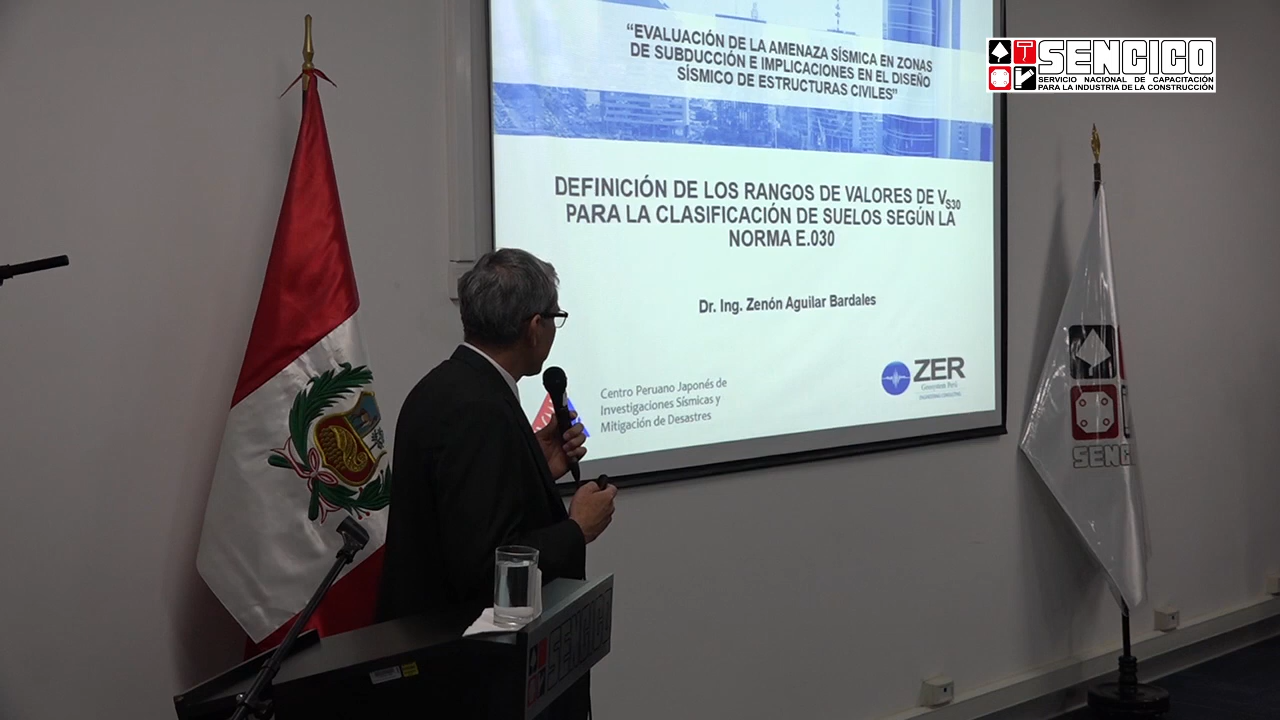 “EVALUACIÓN DE LA AMENAZA SÍSMICA EN ZONAS
DE SUBDUCCIÓN E IMPLICACIONES EN EL DISEÑO
SÍSMICO DE ESTRUCTURAS CIVILES”
SENCICO
SERVICIO NACIONAL DE CAPACITACIÓN
PARA LA INDUSTRIA DE LA CONSTRUCCIÓN
DEFINICIÓN DE LOS RANGOS DE VALORES DE VS30
PARA LA CLASIFICACIÓN DE SUELOS SEGÚN LA
NORMA E.030
Dr. Ing. Zenón Aguilar Bardales
Centro Peruano Japonés de
Investigaciones Sísmicas y
Mitigación de Desastres
ZER
Geosystem Perú
SENC
SENCICO